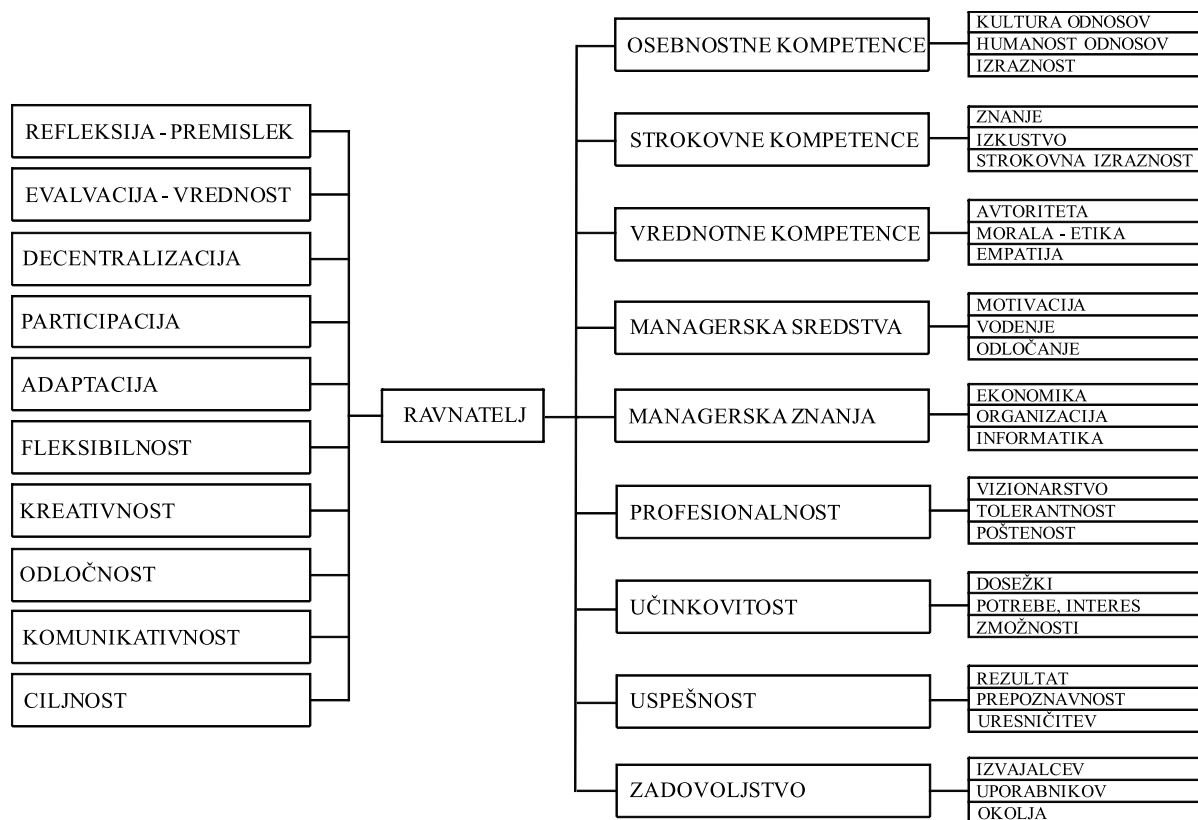 REFLEKSIJA - PREMISLEK
EVALVACIJA - VREDNOST
DECENTRALIZACIJA
PARTICIPACIJA
ADAPTACIJA
FLEKSIBILNOST
KREATIVNOST
ODLOČNOST
KOMUNIKATIVNOST
CILJNOST
RAVNATELJ
OSEBNOSTNE KOMPETENCE
KULTURA ODNOSOV
HUMANOST ODNOSOV
IZRAZNOST
STROKOVNE KOMPETENCE
ZNANJE
IZKUSTVO
STROKOVNA IZRAZNOST
VREDNOTNE KOMPETENCE
AVTORITETA
MORALA - ETIKA
EMPATIJA
MANAGERSKA SREDSTVA
MOTIVACIJA
VODENJE
ODLOČANJE
MANAGERSKA ZNANJA
EKONOMIKA
ORGANIZACIJA
INFORMATIKA
PROFESIONALNOST
VIZIONARSTVO
TOLERANTNOST
POŠTENOST
UČINKOVITOST
DOSEŽKI
POTREBE, INTERES
ZMOŽNOSTI
USPEŠNOST
REZULTAT
PREPOZNAVNOST
URESNIČITEV
ZADOVOLJSTVO
IZVAJALCEV
UPORABNIKOV
OKOLJA